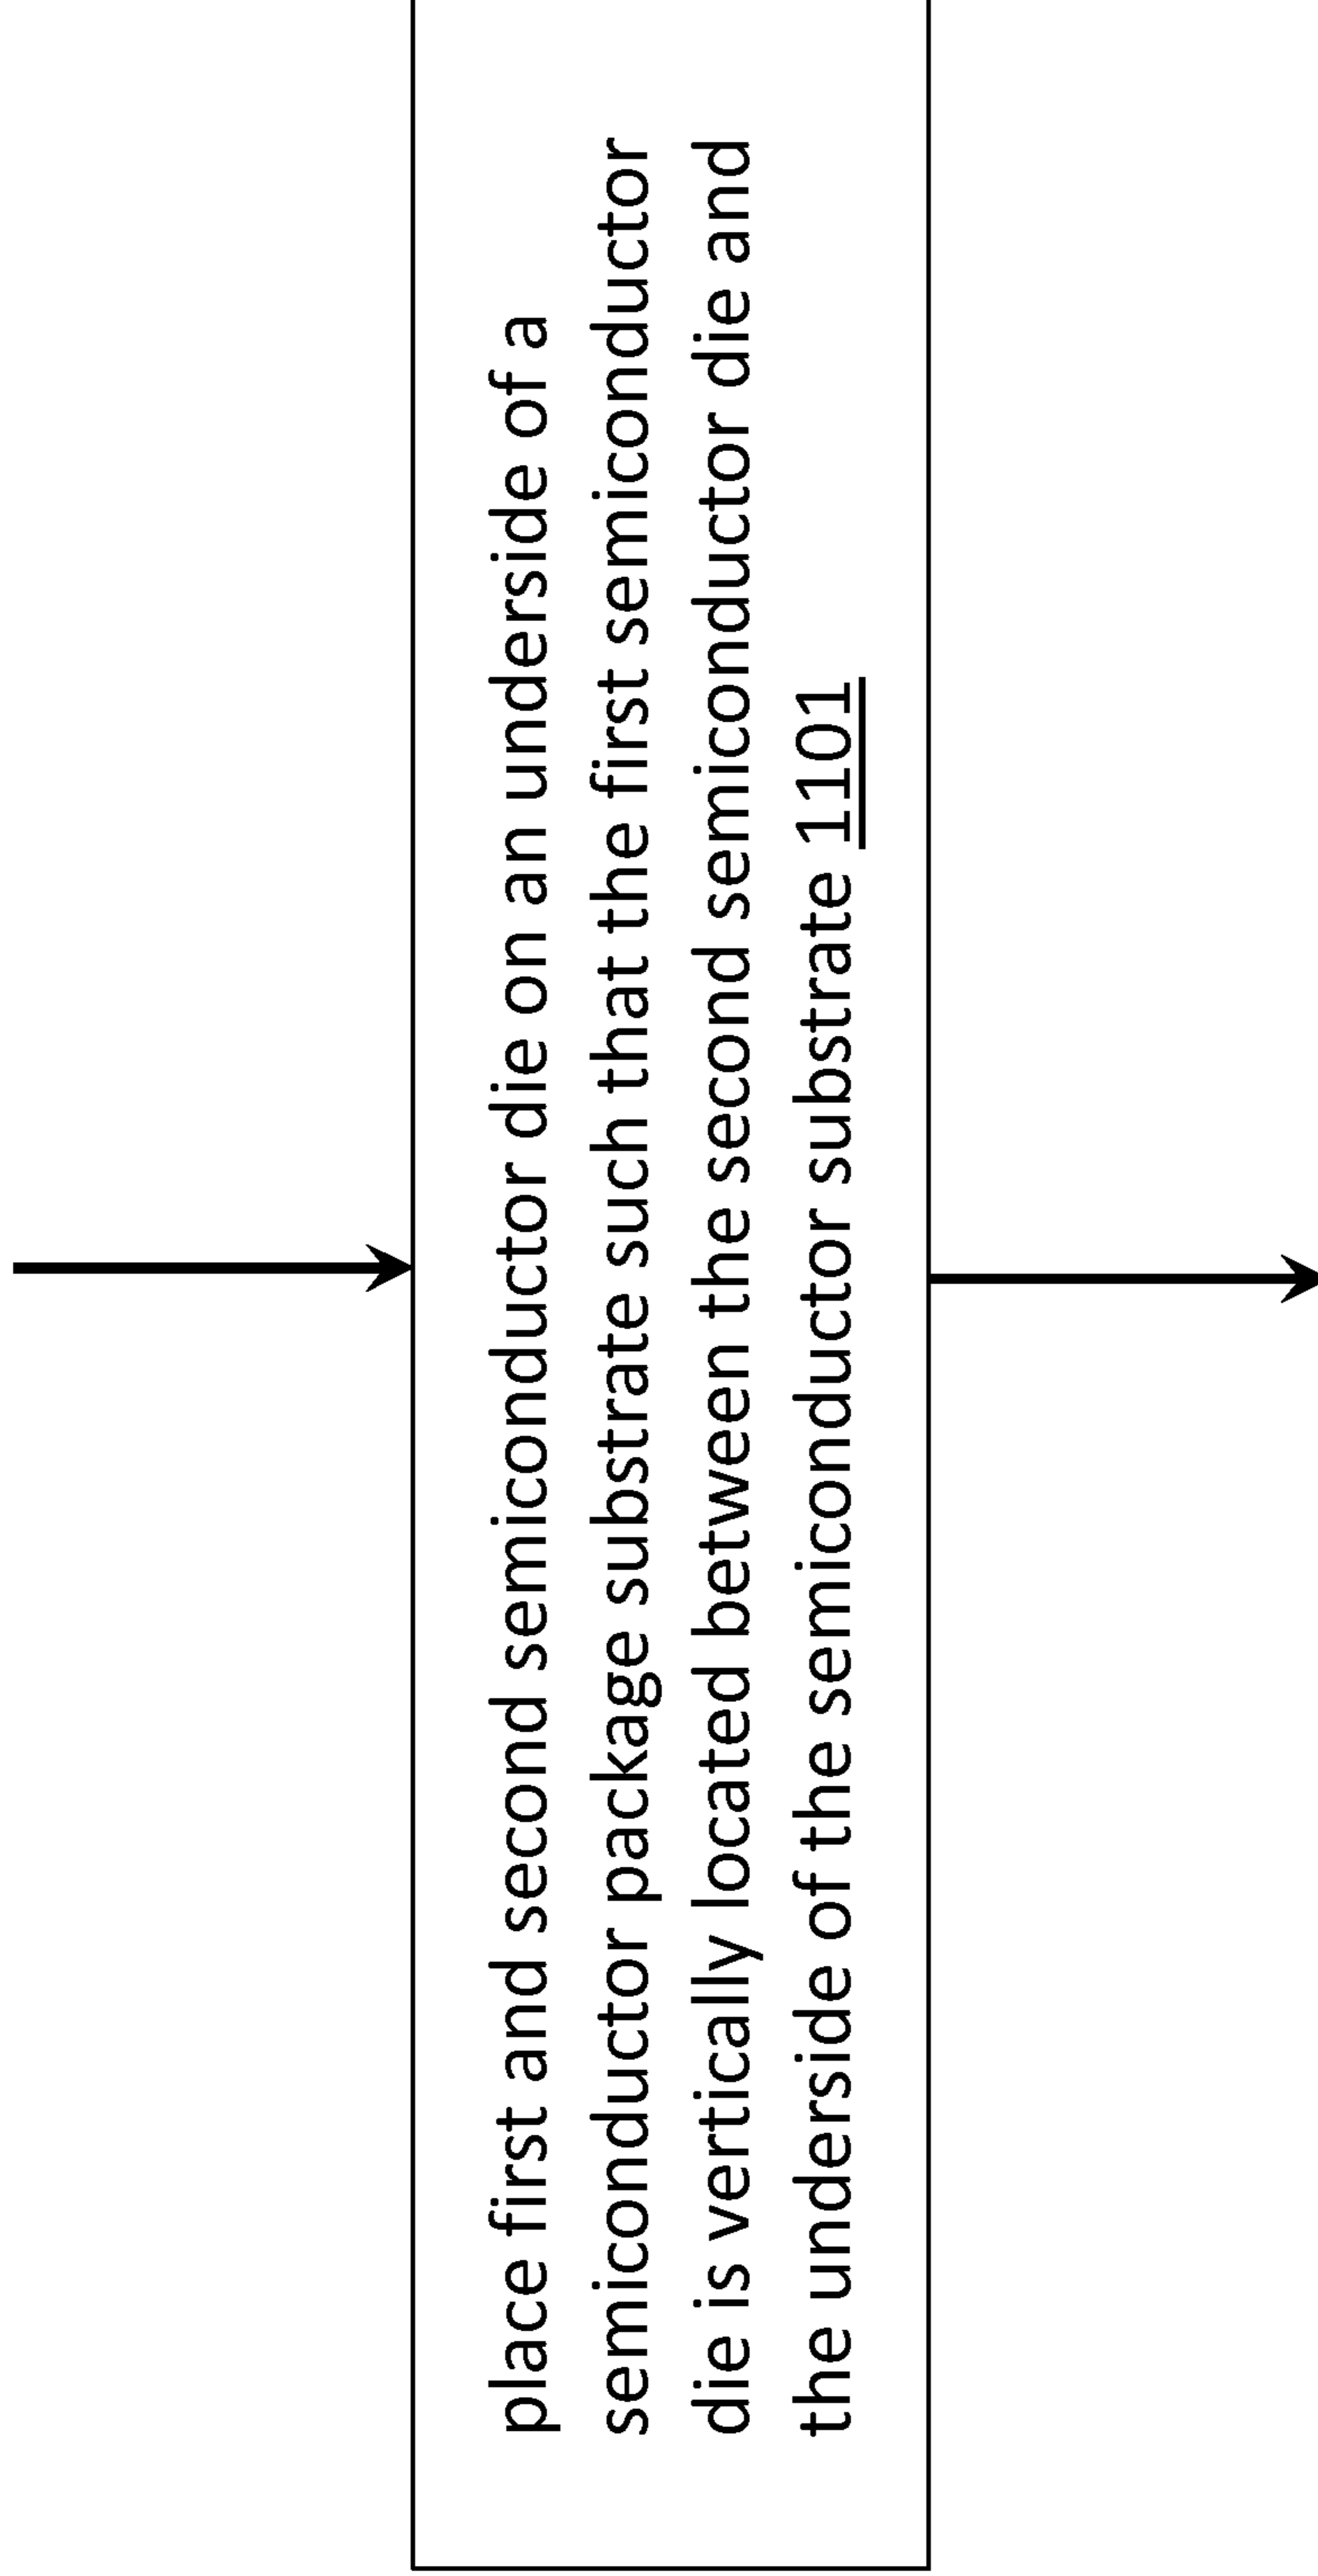 place first and second semiconductor die on an underside of a
semiconductor package substrate such that the first semiconductor
die is vertically located between the second semiconductor die and
the underside of the semiconductor substrate 1101